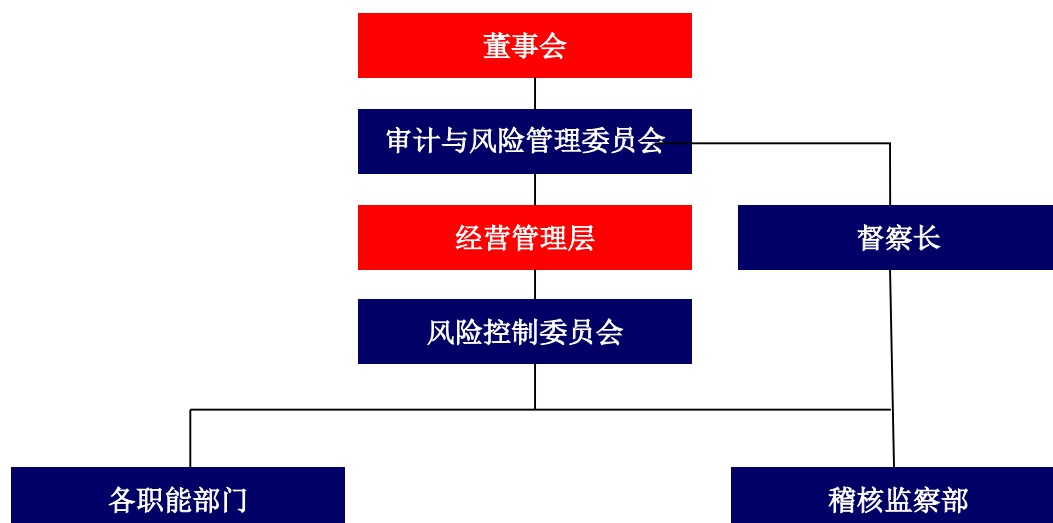 董事会
审计与风险管理委员会
经营管理层
督察长
风险控制委员会
各职能部门
稽核监察部